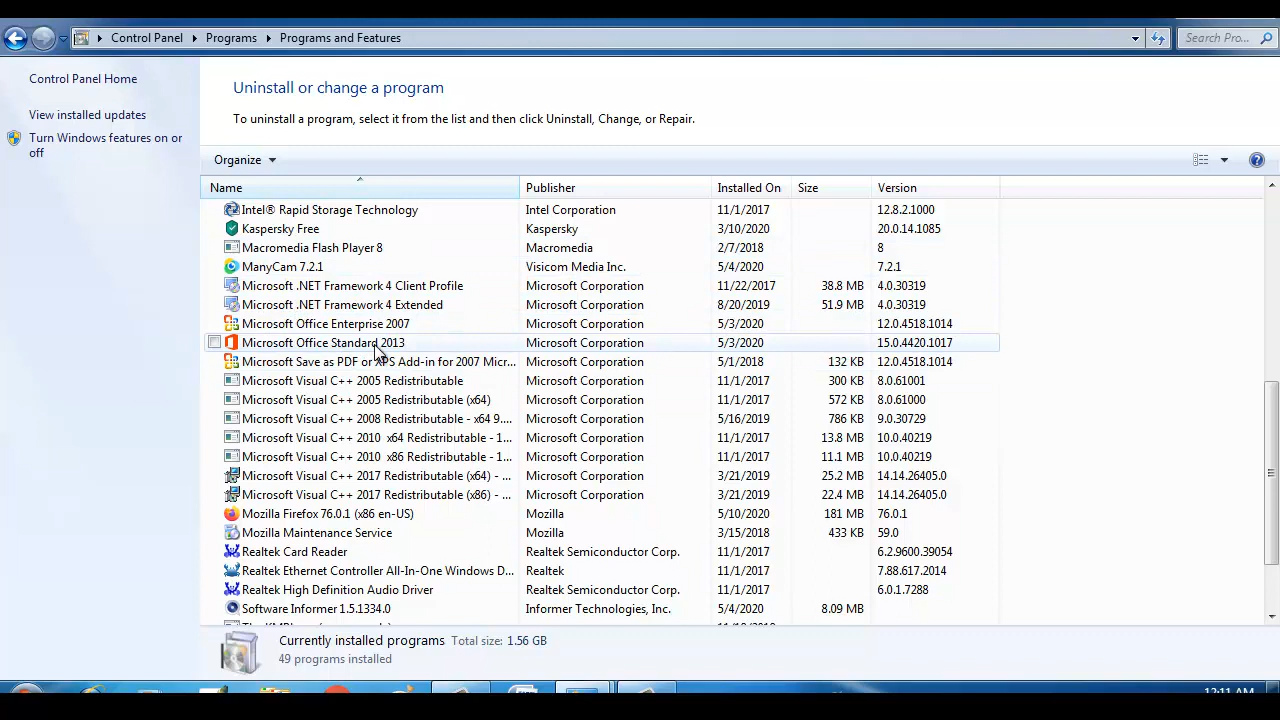 Control Panel Programs Programs and Features Search Pro...
Control Panel Home
View installed updates
Turn Windows features on or
off
Uninstall or change a program
To uninstall a program, select it from the list and then click Uninstall, Change, or Repair.
Organize
Name Publisher Installed On Size Version
Intel® Rapid Storage Technology Intel Corporation 11/1/2017 12.8.2.1000
Kaspersky Free Kaspersky 3/10/2020 20.0.14.1085
Macromedia Flash Player 8 Macromedia 2/7/2018 8
ManyCam 7.2.1 Visicom Media Inc. 5/4/2020 7.2.1
Microsoft .NET Framework 4 Client Profile Microsoft Corporation 11/22/2017 38.8 MB 4.0.30319
Microsoft .NET Framework 4 Extended Microsoft Corporation 8/20/2019 51.9 MB 4.0.30319
Microsoft Office Enterprise 2007 Microsoft Corporation 5/3/2020 12.0.4518.1014
Microsoft Office Standard 2013 Microsoft Corporation 5/3/2020 15.0.4420.1017
Microsoft Save as PDF or XPS Add-in for 2007 Micr... Microsoft Corporation 5/1/2018 132 KB 12.0.4518.1014
Microsoft Visual C++ 2005 Redistributable Microsoft Corporation 11/1/2017 300 KB 8.0.61001
Microsoft Visual C++ 2005 Redistributable (x64) Microsoft Corporation 11/1/2017 572 KB 8.0.61000
Microsoft Visual C++ 2008 Redistributable - x64 9.... Microsoft Corporation 5/16/2019 786 KB 9.0.30729
Microsoft Visual C++ 2010 x64 Redistributable - 1... Microsoft Corporation 11/1/2017 13.8 MB 10.0.40219
Microsoft Visual C++ 2010 x86 Redistributable - 1... Microsoft Corporation 11/1/2017 11.1 MB 10.0.40219
Microsoft Visual C++ 2017 Redistributable (x64) - ... Microsoft Corporation 3/21/2019 25.2 MB 14.14.26405.0
Microsoft Visual C++ 2017 Redistributable (x86) - ... Microsoft Corporation 3/21/2019 22.4 MB 14.14.26405.0
Mozilla Firefox 76.0.1 (x86 en-US) Mozilla 5/10/2020 181 MB 76.0.1
Mozilla Maintenance Service Mozilla 3/15/2018 433 KB 59.0
Realtek Card Reader Realtek Semiconductor Corp. 11/1/2017 6.2.9600.39054
Realtek Ethernet Controller All-In-One Windows D... Realtek 11/1/2017 7.88.617.2014
Realtek High Definition Audio Driver Realtek Semiconductor Corp. 11/1/2017 6.0.1.7288
Software Informer 1.5.1334.0 Informer Technologies, Inc. 5/4/2020 8.09 MB
Currently installed programs Total size: 1.56 GB
49 programs installed
12:11 AM